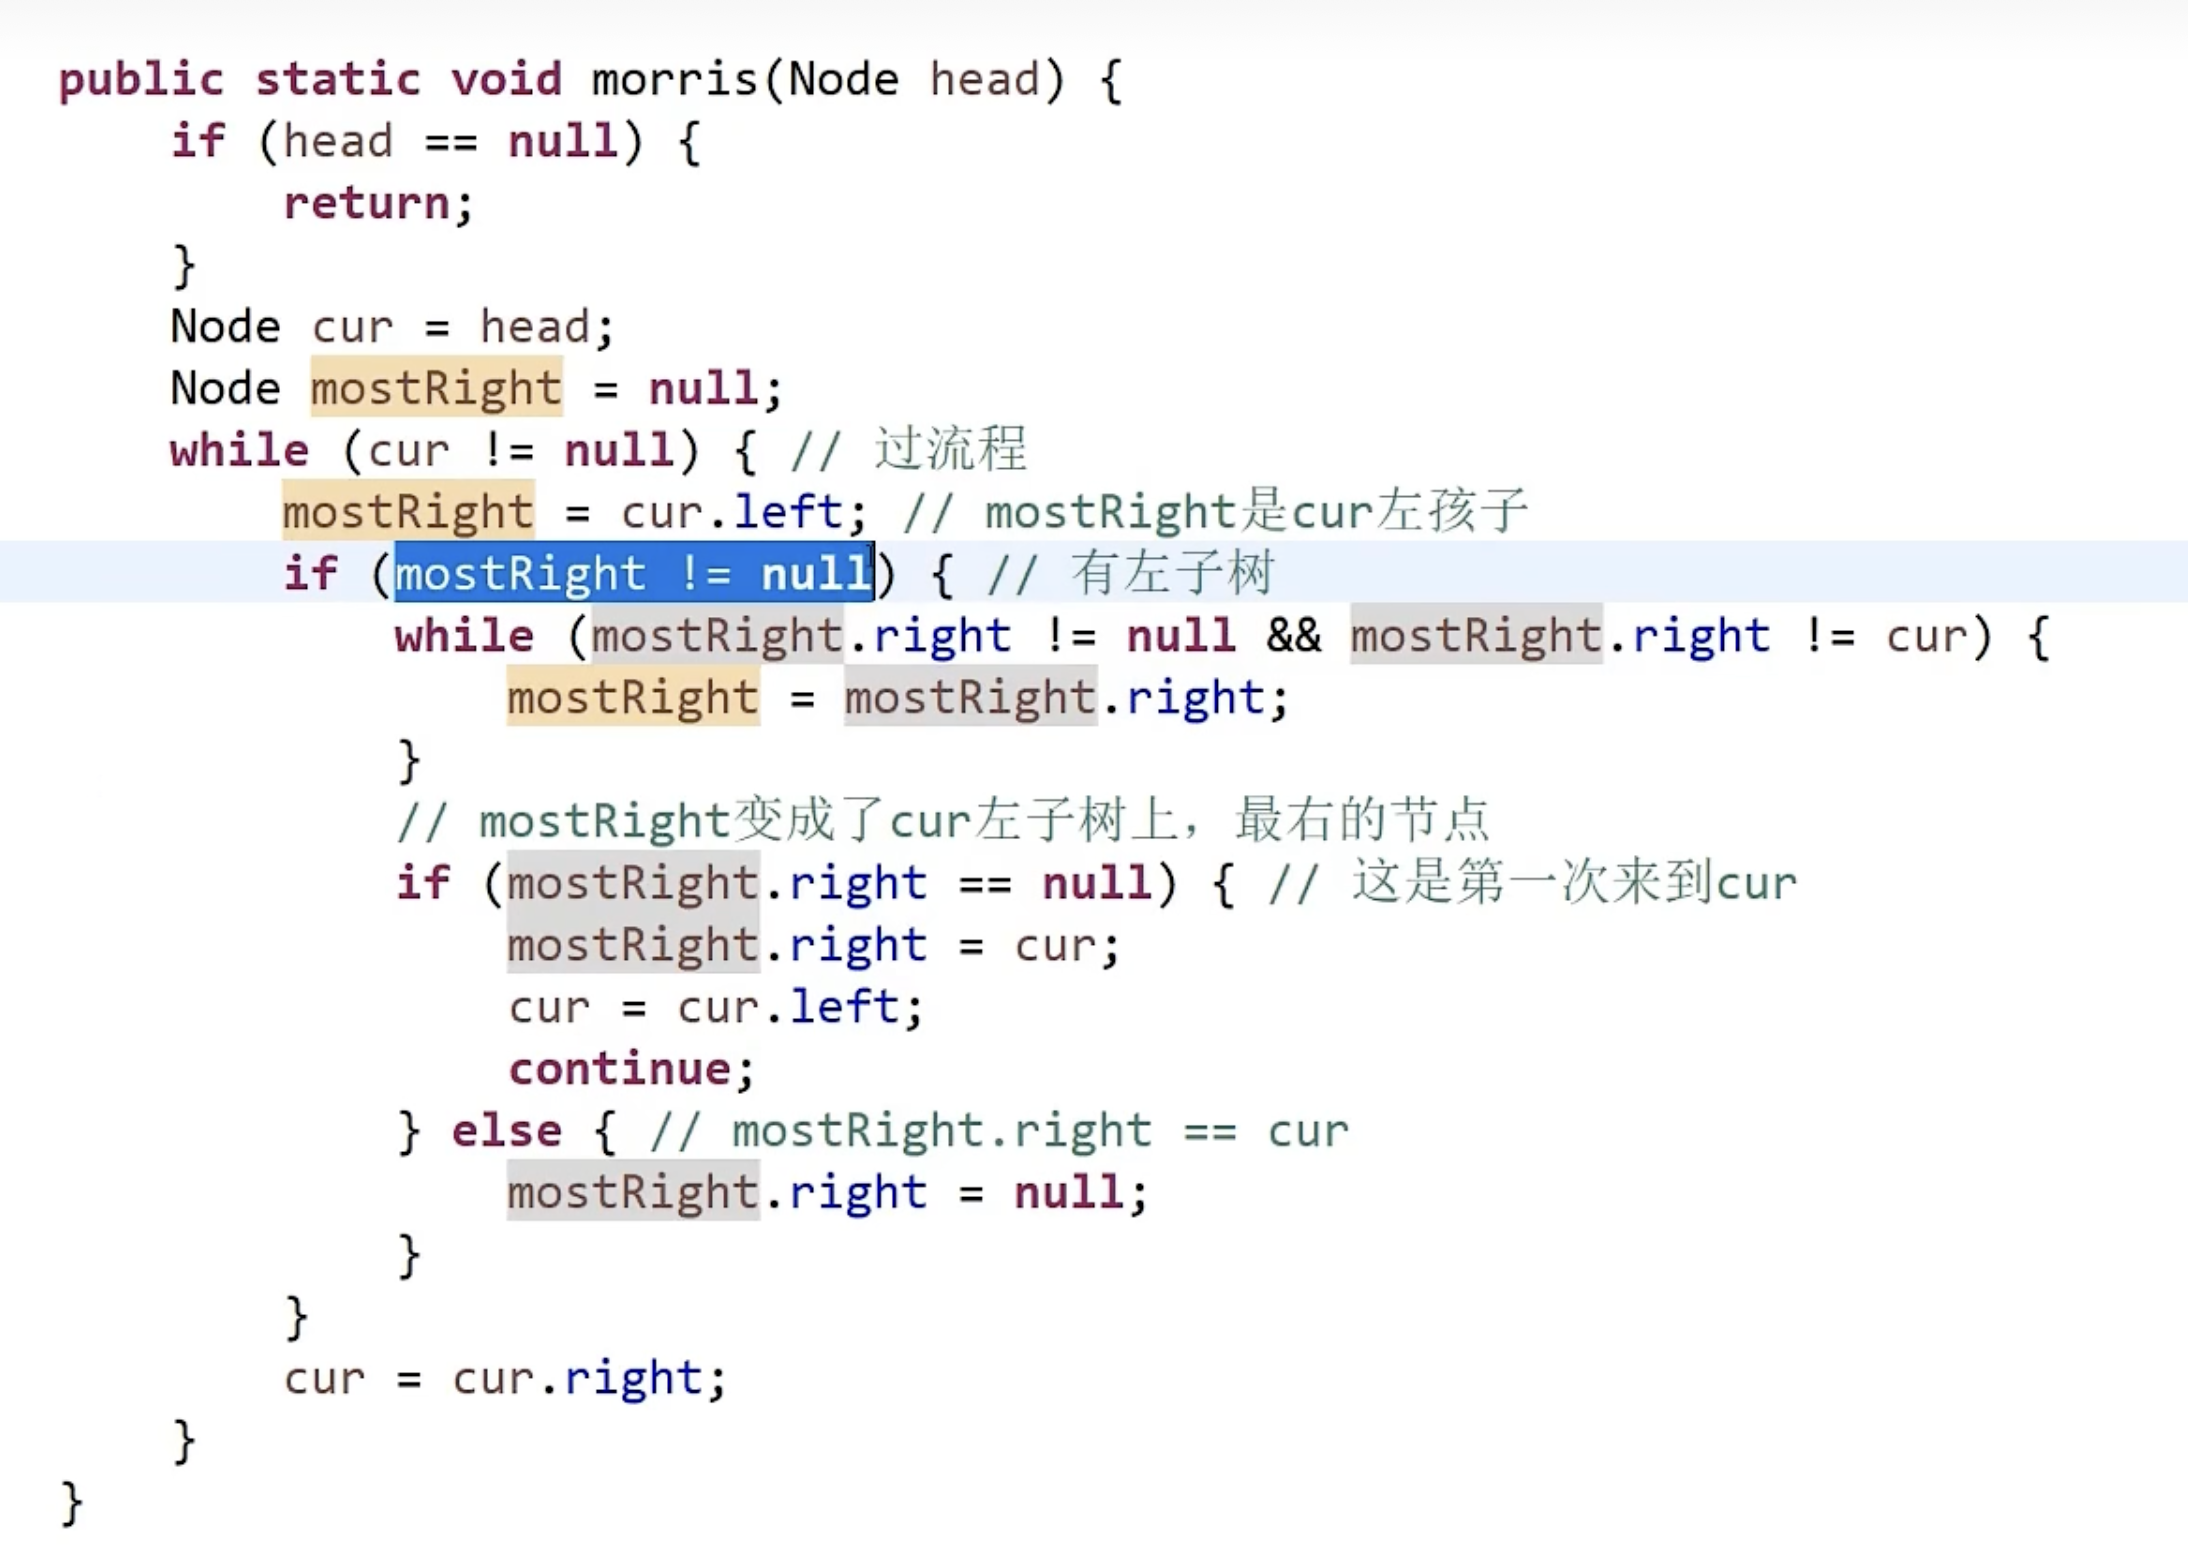 public static void morris(Node head) {
if (head == null) {
return;
}
Node cur = head;
Node mostRight = null;
while (cur != null) { // 过流程
mostRight = cur.left; // mostRight是cur左孩子
if (mostRight != null) { // 有左子树
while (mostRight.right != null && mostRight.right != cur) {
mostRight = mostRight.right;
}
// mostRight变成了cur左子树上，最右的节点
if (mostRight.right == null) { // 这是第一次来到cur
mostRight.right = cur;
cur = cur.left;
continue;
} else { // mostRight.right == cur
mostRight.right = null;
}
}
cur = cur.right;
}
}